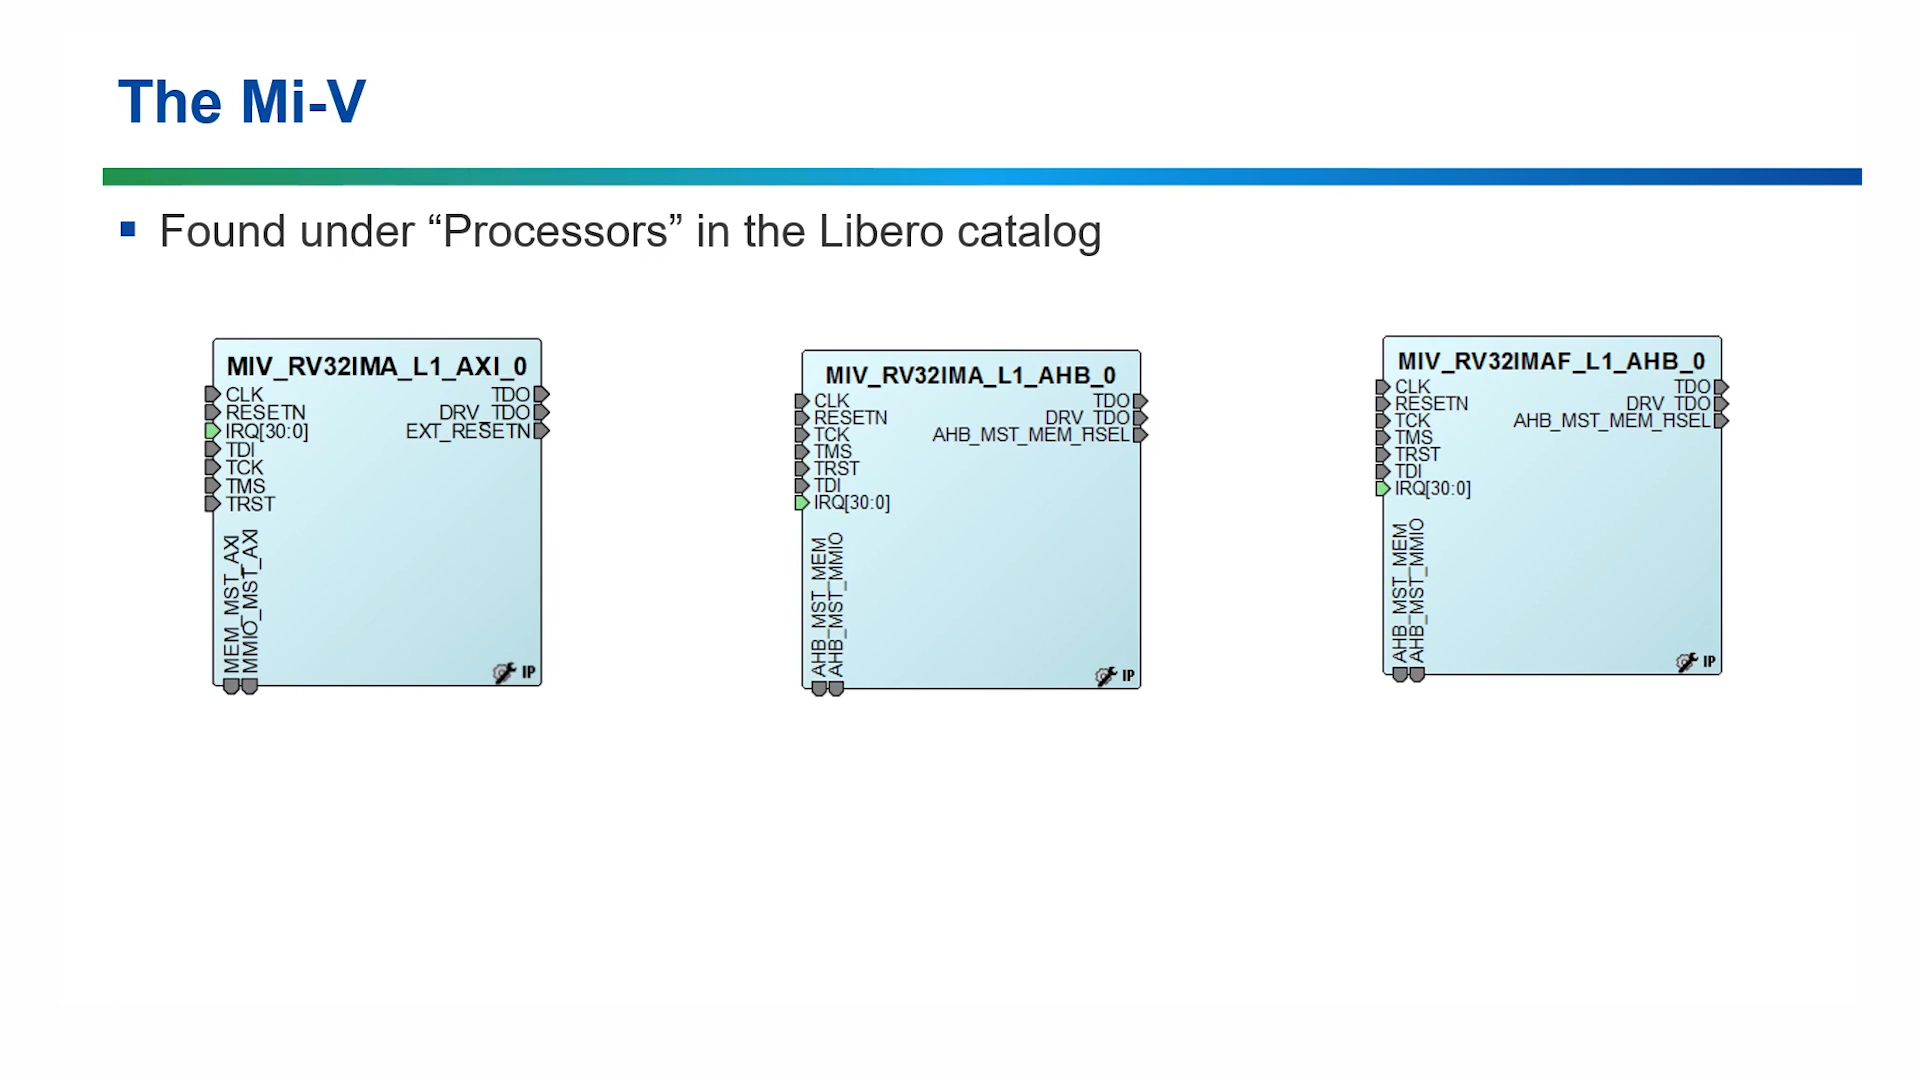 The Mi-V
Found under “Processors” in the Libero catalog
MIV_RV32IMA_L1_AXI_0
CLK
RESETN
IRQ[30:0]
TDI
TCK
TMS
TRST
TDO
DRV_TDO
EXT_RESETN
MEM_MST_AXI
MMIO_MST_AXI
IP
MIV_RV32IMA_L1_AHB_0
CLK
RESETN
TCK
TMS
TRST
TDI
IRQ[30:0]
TDO
DRV_TDO
AHB_MST_MEM_HSEL
AHB_MST_MEM
AHB_MST_MMIO
IP
MIV_RV32IMAF_L1_AHB_0
CLK
RESETN
TCK
TMS
TRST
TDI
IRQ[30:0]
TDO
DRV_TDO
AHB_MST_MEM_HSEL
AHB_MST_MEM
AHB_MST_MMIO
IP